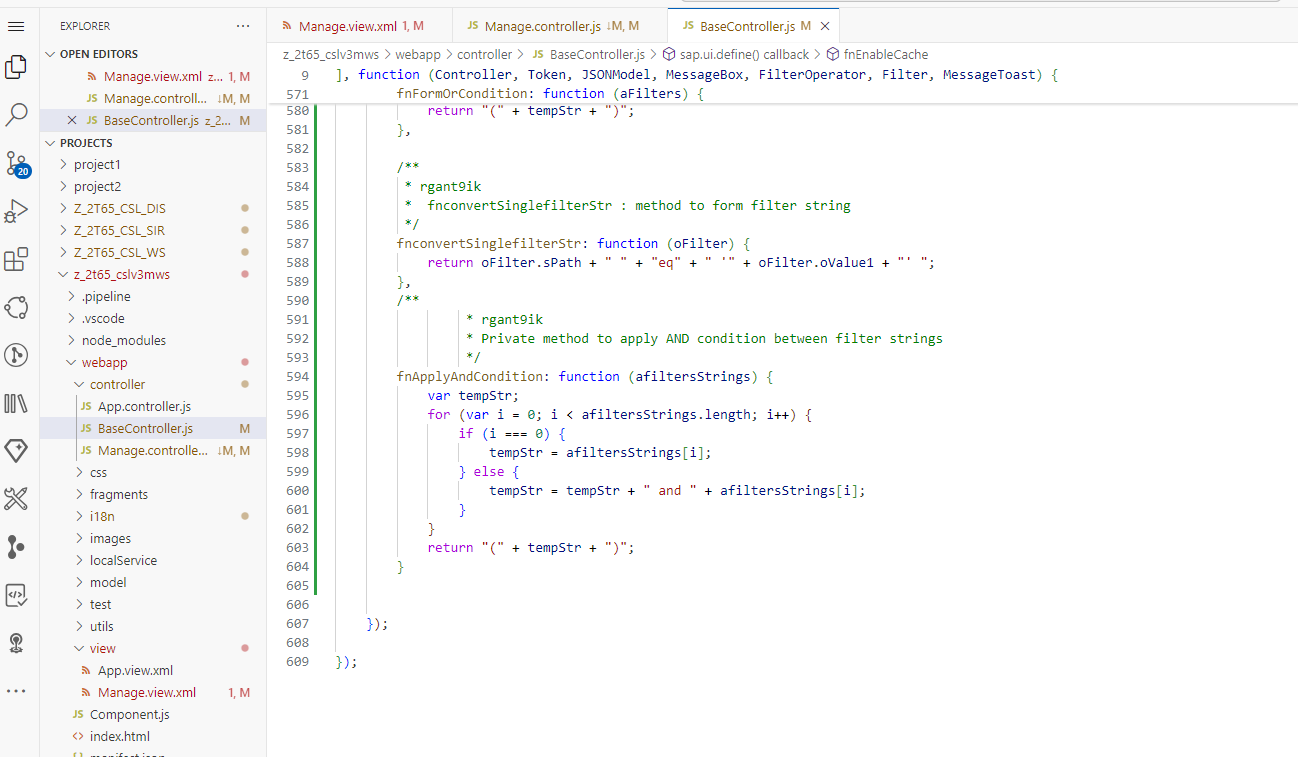 EXPLORER
OPEN EDITORS
Manage.view.xml z... 1, M
JS Manage.controll... ↓M, M
JS BaseController.js z_2... M
PROJECTS
project1
project2
Z_2T65_CSL_DIS
Z_2T65_CSL_SIR
Z_2T65_CSL_WS
z_2t65_cslv3mws
.pipeline
.vscode
node_modules
webapp
controller
JS App.controller.js
JS BaseController.js M
JS Manage.controlle... ↓M, M
css
fragments
i18n
images
localService
model
test
utils
view
App.view.xml
Manage.view.xml 1, M
JS Component.js
index.html
20
Manage.view.xml 1, M
JS Manage.controller.js ↓M, M
JS BaseController.js M
z_2t65_cslv3mws > webapp > controller > JS BaseController.js > sap.ui.define() callback > fnEnableCache
9 ], function (Controller, Token, JSONModel, MessageBox, FilterOperator, Filter, MessageToast) {
571 fnFormOrCondition: function (aFilters) {
580 return "(" + tempStr + ")";
581 },
582
583 /**
584 * rgant9ik
585 *  fnconvertSinglefilterStr : method to form filter string
586 */
587 fnconvertSinglefilterStr: function (oFilter) {
588 return oFilter.sPath + " " + "eq" + " '" + oFilter.oValue1 + "' ";
589 },
590 /**
591 * rgant9ik
592 * Private method to apply AND condition between filter strings
593 */
594 fnApplyAndCondition: function (afiltersStrings) {
595 var tempStr;
596 for (var i = 0; i < afiltersStrings.length; i++) {
597 if (i === 0) {
598 tempStr = afiltersStrings[i];
599 } else {
600 tempStr = tempStr + " and " + afiltersStrings[i];
601 }
602 }
603 return "(" + tempStr + ")";
604 }
605
606
607 });
608
609 });